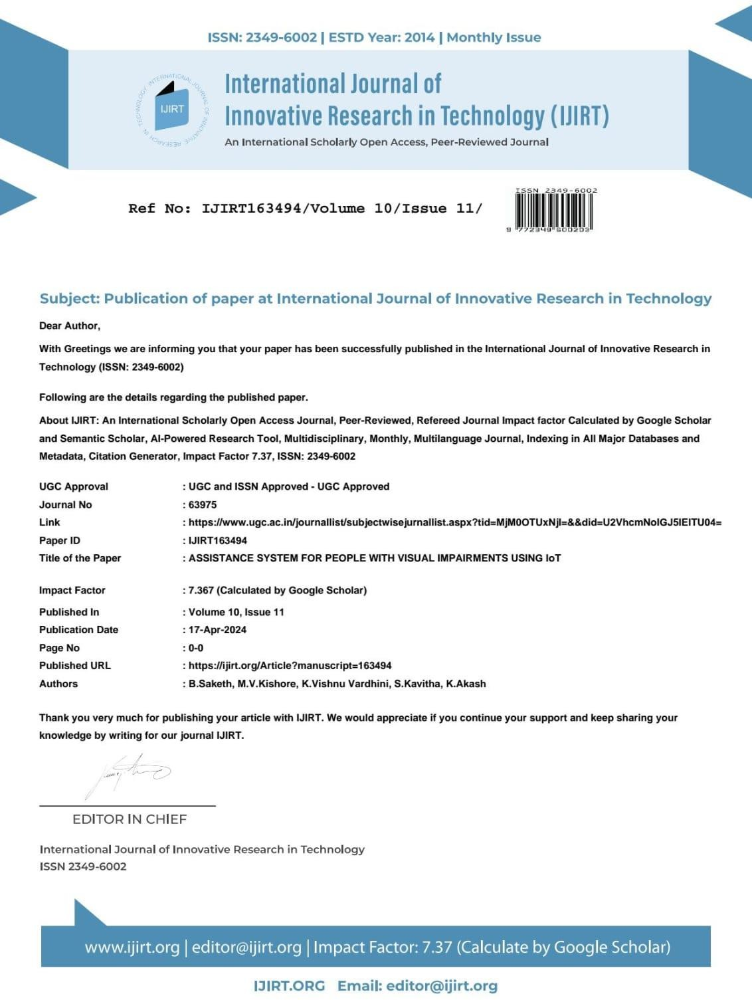 ISSN: 2349-6002 | ESTD Year: 2014 | Monthly Issue
INTERNATIONAL JOURNAL OF INNOVATIVE RESEARCH IN TECHNOLOGY
IJIRT
International Journal of
Innovative Research in Technology (IJIRT)
An International Scholarly Open Access, Peer-Reviewed Journal
Ref No: IJIRT163494/Volume 10/Issue 11/
ISSN 2349-6002
9 772349 600202
Subject: Publication of paper at International Journal of Innovative Research in Technology
Dear Author,
With Greetings we are informing you that your paper has been successfully published in the International Journal of Innovative Research in
Technology (ISSN: 2349-6002)
Following are the details regarding the published paper.
About IJIRT: An International Scholarly Open Access Journal, Peer-Reviewed, Refereed Journal Impact factor Calculated by Google Scholar
and Semantic Scholar, AI-Powered Research Tool, Multidisciplinary, Monthly, Multilanguage Journal, Indexing in All Major Databases and
Metadata, Citation Generator, Impact Factor 7.37, ISSN: 2349-6002
UGC Approval : UGC and ISSN Approved - UGC Approved
Journal No : 63975
Link : https://www.ugc.ac.in/journallist/subjectwisejurnallist.aspx?tid=MjM0OTUxNjI=&&did=U2VhcmNoIGJ5IEITU04=
Paper ID : IJIRT163494
Title of the Paper : ASSISTANCE SYSTEM FOR PEOPLE WITH VISUAL IMPAIRMENTS USING IoT
Impact Factor : 7.367 (Calculated by Google Scholar)
Published In : Volume 10, Issue 11
Publication Date : 17-Apr-2024
Page No : 0-0
Published URL : https://ijirt.org/Article?manuscript=163494
Authors : B.Saketh, M.V.Kishore, K.Vishnu Vardhini, S.Kavitha, K.Akash
Thank you very much for publishing your article with IJIRT. We would appreciate if you continue your support and keep sharing your
knowledge by writing for our journal IJIRT.
EDITOR IN CHIEF
International Journal of Innovative Research in Technology
ISSN 2349-6002
www.ijirt.org | editor@ijirt.org | Impact Factor: 7.37 (Calculate by Google Scholar)
IJIRT.ORG Email: editor@ijirt.org